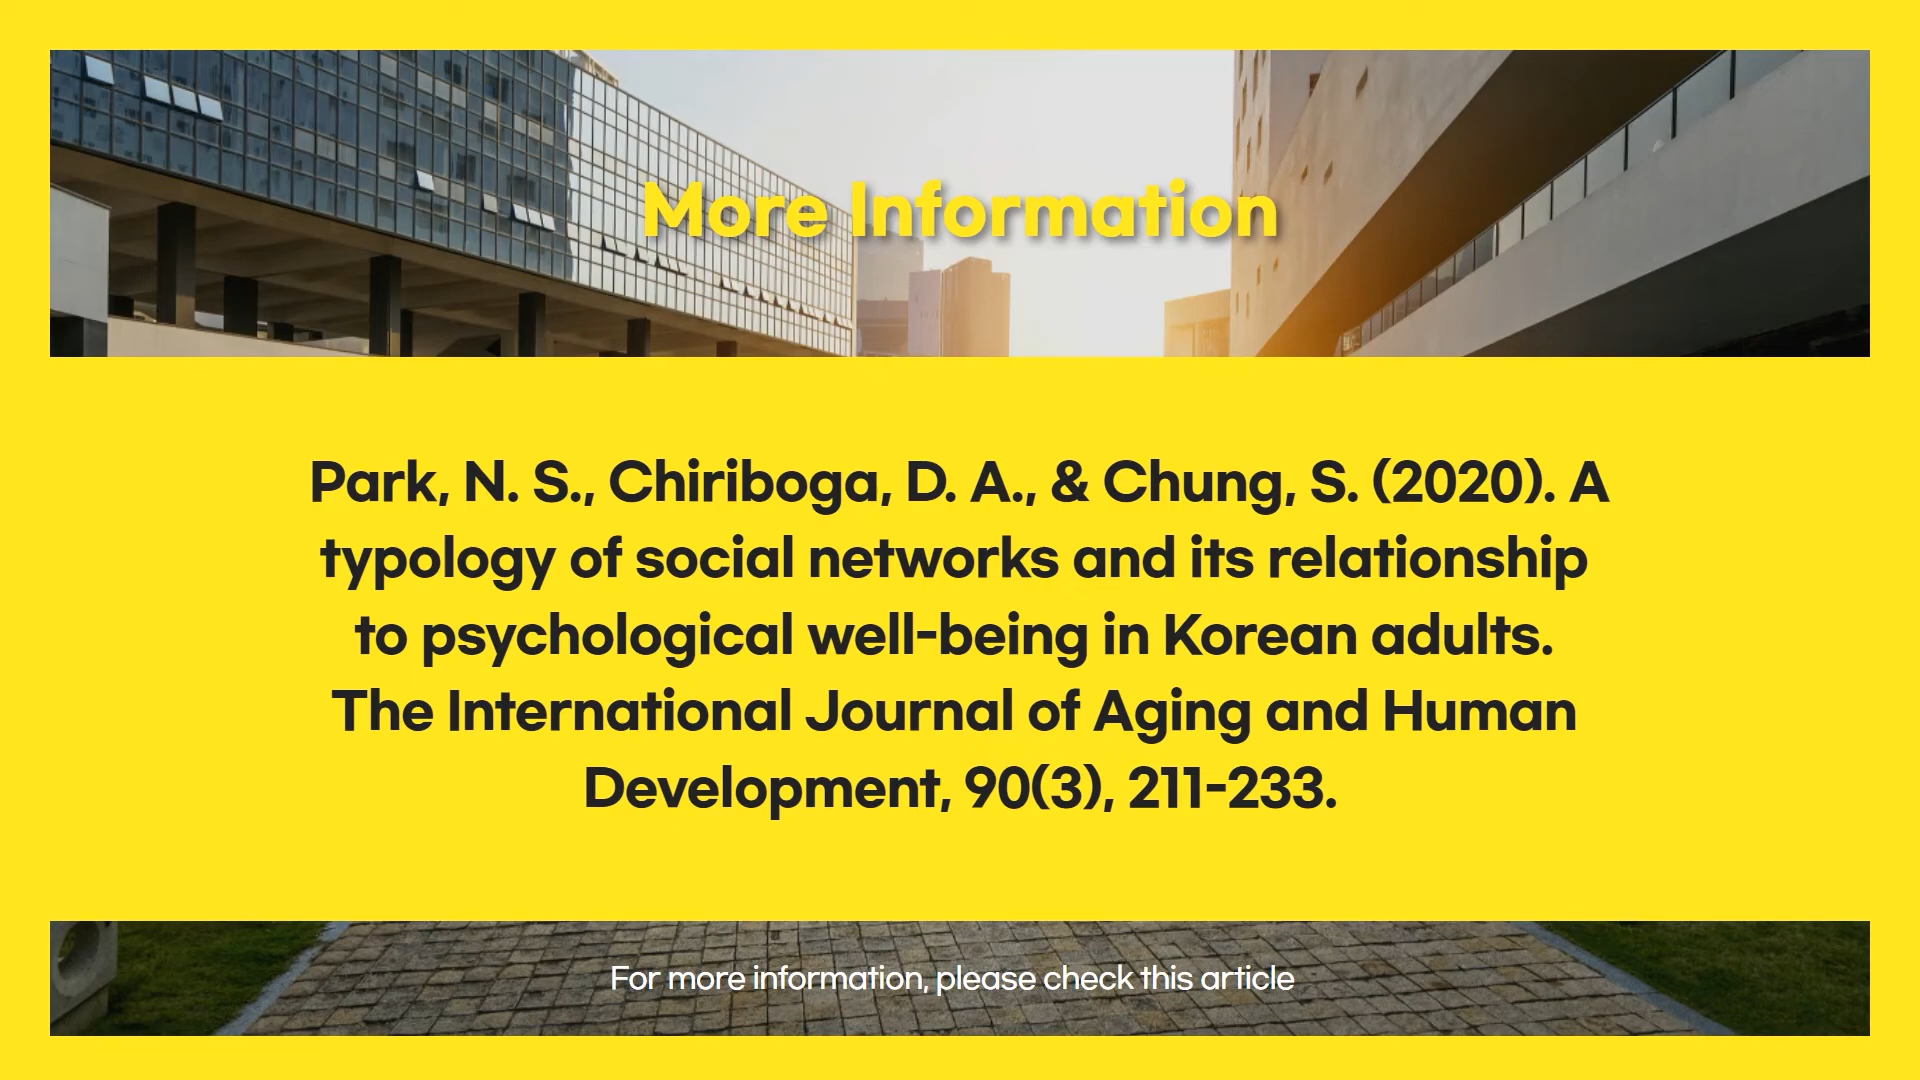 More Information
Park, N. S., Chiriboga, D. A., & Chung, S. (2020). A
typology of social networks and its relationship
to psychological well-being in Korean adults.
The International Journal of Aging and Human
Development, 90(3), 211-233.
For more information, please check this article